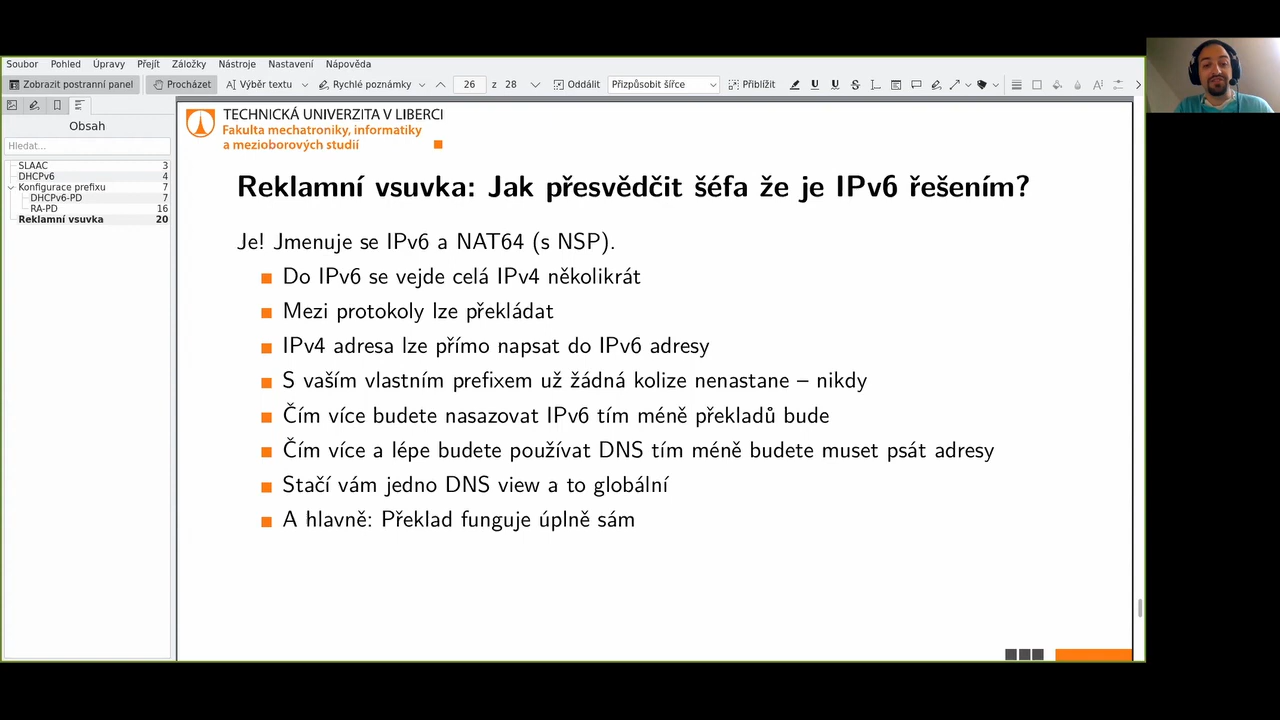 Soubor Pohled Úpravy Přejít Záložky Nástroje Nastavení Nápověda
Zobrazit postranní panel Procházet Výběr textu Rychlé poznámky 26 z 28 Oddálit Přizpůsobit šířce Přiblížit
Obsah
Hledat...
SLAAC 3
DHCPv6 4
Konfigurace prefixu 7
DHCPv6-PD 7
RA-PD 16
Reklamní vsuvka 20
TECHNICKÁ UNIVERZITA V LIBERCI
Fakulta mechatroniky, informatiky
a mezioborových studií
Reklamní vsuvka: Jak přesvědčit šéfa že je IPv6 řešením?
Je! Jmenuje se IPv6 a NAT64 (s NSP).
Do IPv6 se vejde celá IPv4 několikrát
Mezi protokoly lze překládat
IPv4 adresa lze přímo napsat do IPv6 adresy
S vaším vlastním prefixem už žádná kolize nenastane – nikdy
Čím více budete nasazovat IPv6 tím méně překladů bude
Čím více a lépe budete používat DNS tím méně budete muset psát adresy
Stačí vám jedno DNS view a to globální
A hlavně: Překlad funguje úplně sám